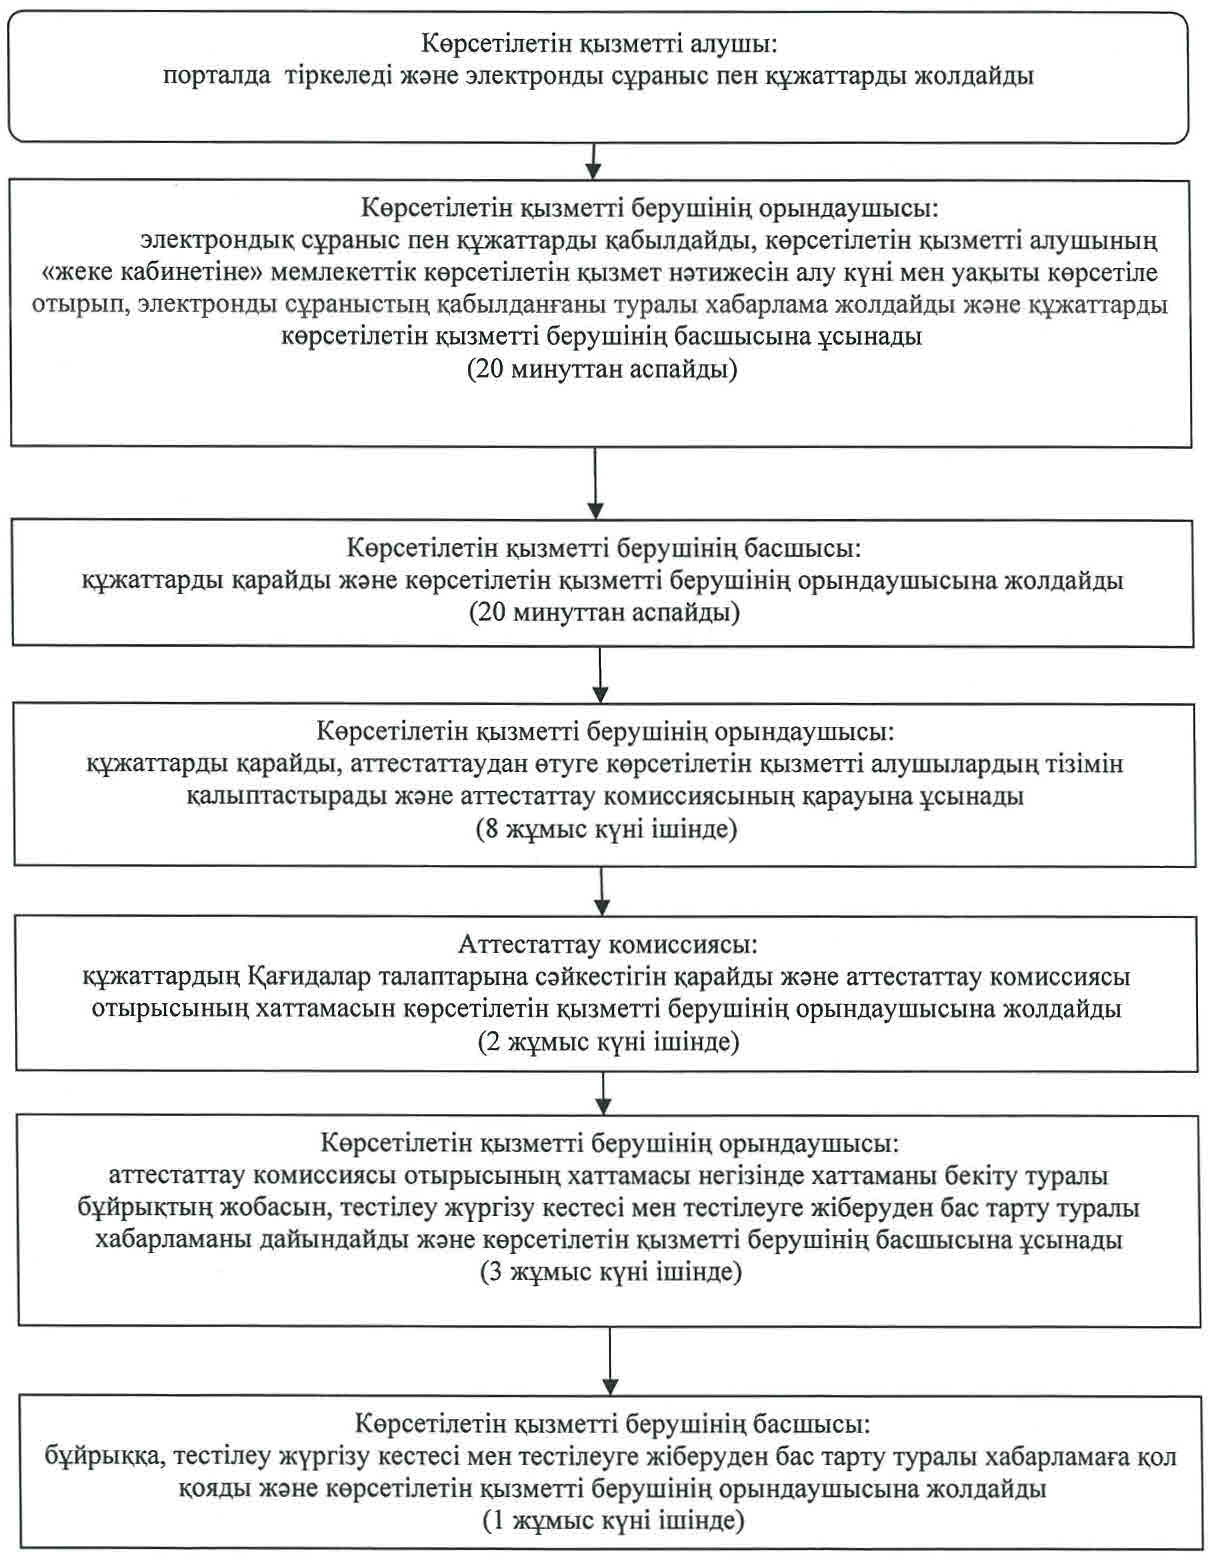 Көрсетілетін қызметті алушы:
порталда тіркеледі және электронды сұраныс пен құжаттарды жолдайды
Көрсетілетін қызметті берушінің орындаушысы:
электрондық сұраныс пен құжаттарды қабылдайды, көрсетілетін қызметті алушының
«жеке кабинетіне» мемлекеттік көрсетілетін қызмет нәтижесін алу күні мен уақыты көрсетіле
отырып, электронды сұраныстың қабылданғаны туралы хабарлама жолдайды және құжаттарды
көрсетілетін қызметті берушінің басшысына ұсынады
(20 минуттан аспайды)
Көрсетілетін қызметті берушінің басшысы:
құжаттарды қарайды және көрсетілетін қызметті берушінің орындаушысына жолдайды
(20 минуттан аспайды)
Көрсетілетін қызметті берушінің орындаушысы:
құжаттарды қарайды, аттестаттаудан өтуге көрсетілетін қызметті алушылардың тізімін
қалыптастырады және аттестаттау комиссиясының қарауына ұсынады
(8 жұмыс күні ішінде)
Аттестаттау комиссиясы:
құжаттардың Қағидалар талаптарына сәйкестігін қарайды және аттестаттау комиссиясы
отырысының хаттамасын көрсетілетін қызметті берушінің орындаушысына жолдайды
(2 жұмыс күні ішінде)
Көрсетілетін қызметті берушінің орындаушысы:
аттестаттау комиссиясы отырысының хаттамасы негізінде хаттаманы бекіту туралы
бұйрықтың жобасын, тестілеу жүргізу кестесі мен тестілеуге жіберуден бас тарту туралы
хабарламаны дайындайды және көрсетілетін қызметті берушінің басшысына ұсынады
(3 жұмыс күні ішінде)
Көрсетілетін қызметті берушінің басшысы:
бұйрыққа, тестілеу жүргізу кестесі мен тестілеуге жіберуден бас тарту туралы хабарламаға қол
қояды және көрсетілетін қызметті берушінің орындаушысына жолдайды
(1 жұмыс күні ішінде)